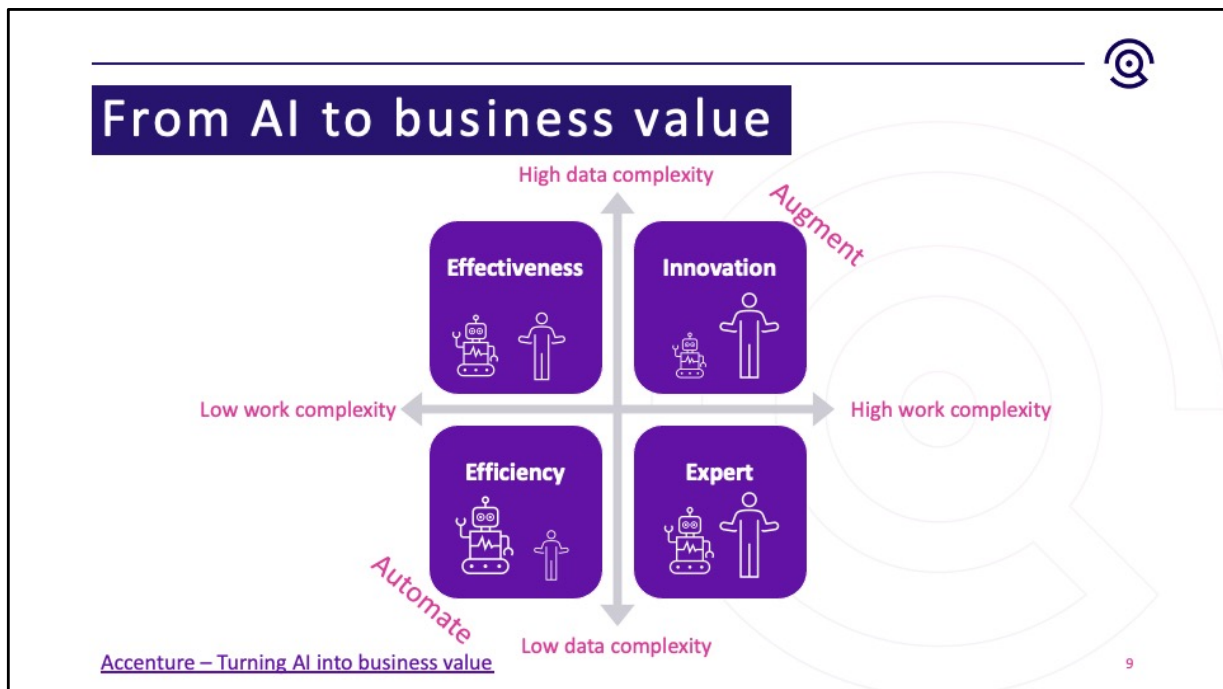 From AI to business value
High data complexity
Augment
Effectiveness
Innovation
Low work complexity
High work complexity
Efficiency
Expert
Automate
Low data complexity
Accenture – Turning AI into business value
9